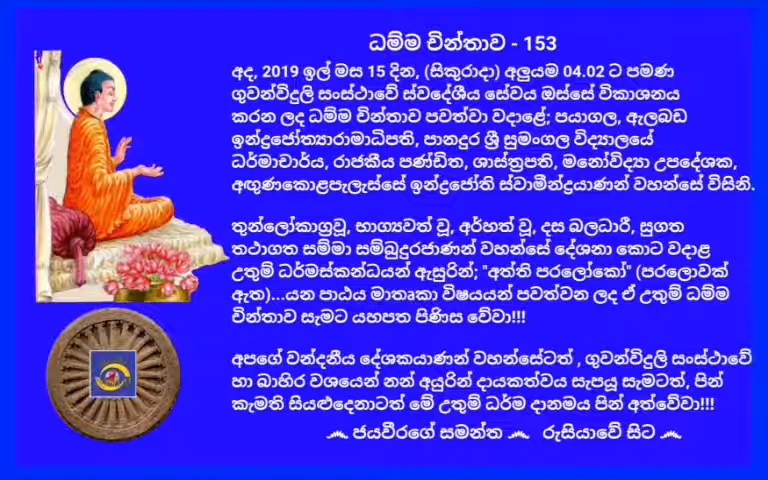 ධම්ම චින්තාව - 153
අද, 2019 ඉල් මස 15 දින, (සිකුරාදා) අලුයම 04.02 ට පමණ
ගුවන්විදුලි සංස්ථාවේ ස්වදේශීය සේවය ඔස්සේ විකාශනය
කරන ලද ධම්ම චින්තාව පවත්වා වදාළේ; පයාගල, ඇලබඩ
ඉන්ද්‍රජෝත්‍යාරාමාධිපති, පානදුර ශ්‍රී සුමංගල විද්‍යාලයේ
ධර්මාචාර්ය, රාජකීය පණ්ඩිත, ශාස්ත්‍රපති, මනෝවිද්‍යා උපදේශක,
අඟුණකොළපැලැස්සේ ඉන්ද්‍රජෝති ස්වාමීන්ද්‍රයාණන් වහන්සේ විසිනි.
තුන්ලෝකාග්‍රවූ, භාග්‍යවත් වූ, අර්හත් වූ, දස බලධාරී, සුගත
තථාගත සම්මා සම්බුදුරජාණන් වහන්සේ දේශනා කොට වදාළ
උතුම් ධර්මස්කන්ධයන් ඇසුරින්; "අත්ති පරලෝකෝ" (පරලොවක්
ඇත)...යන පාඨය මාතෘකා විෂයයන් පවත්වන ලද ඒ උතුම් ධම්ම
චින්තාව සැමට යහපත පිණිස වේවා!!!
අපගේ වන්දනීය දේශකයාණන් වහන්සේටත් , ගුවන්විදුලි සංස්ථාවේ
හා බාහිර වශයෙන් නන් අයුරින් දායකත්වය සැපයූ සැමටත්, පින්
කැමති සියළුදෙනාටත් මේ උතුම් ධර්ම දානමය පින් අත්වේවා!!!
ජයවීරගේ සමන්ත රුසියාවේ සිට